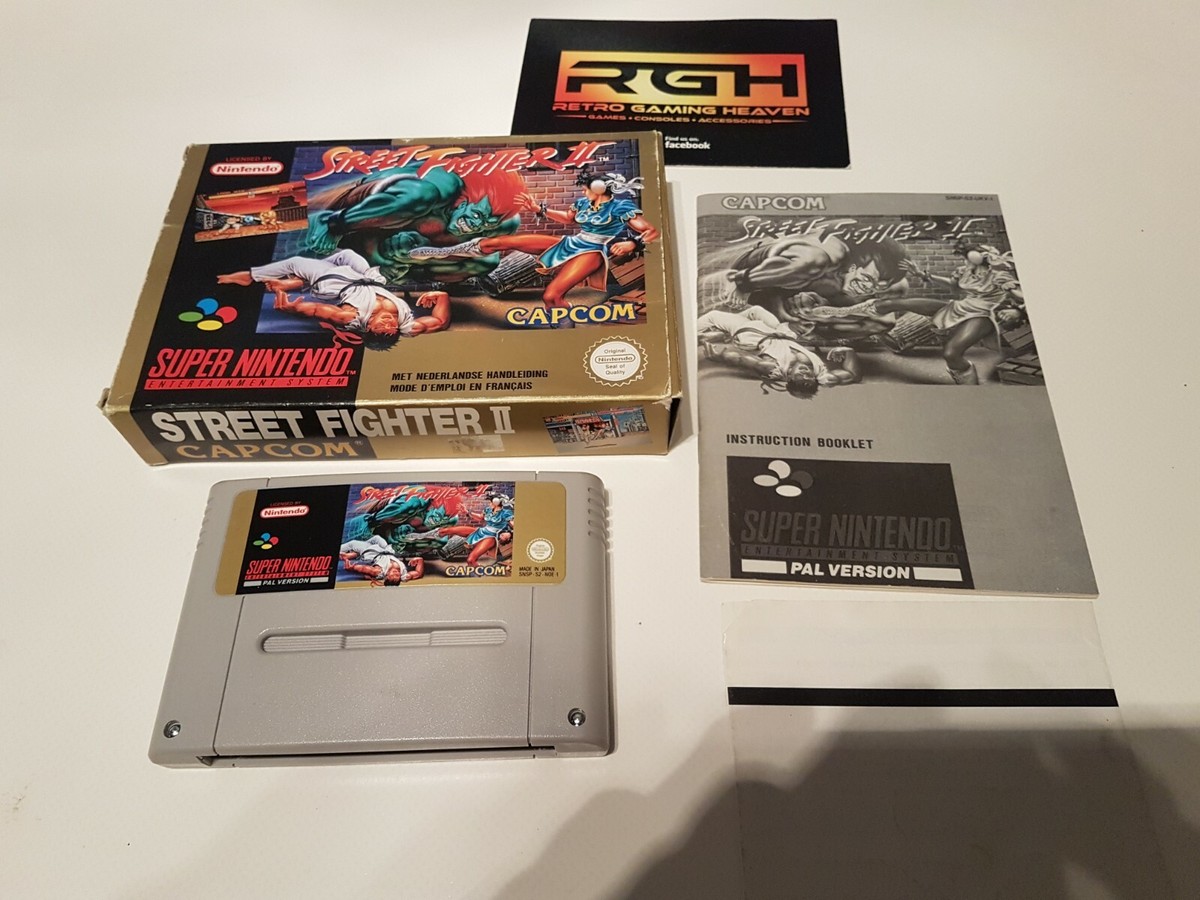 RGH
RETRO GAMING HEAVEN
GAMES • CONSOLES • ACCESSORIES
Find us on:
facebook
LICENSED BY
Nintendo
STREET FIGHTER II™
CAPCOM
SUPER NINTENDO™
ENTERTAINMENT SYSTEM
MET NEDERLANDSE HANDLEIDING
MODE D'EMPLOI EN FRANÇAIS
Original
Nintendo
Seal of
Quality
STREET FIGHTER II
CAPCOM®
CAPCOM
STREET FIGHTER II
INSTRUCTION BOOKLET
SUPER NINTENDO
ENTERTAINMENT SYSTEM
PAL VERSION
LICENSED BY
Nintendo
STREET FIGHTER II
CAPCOM
SUPER NINTENDO
ENTERTAINMENT SYSTEM
PAL VERSION
MADE IN JAPAN